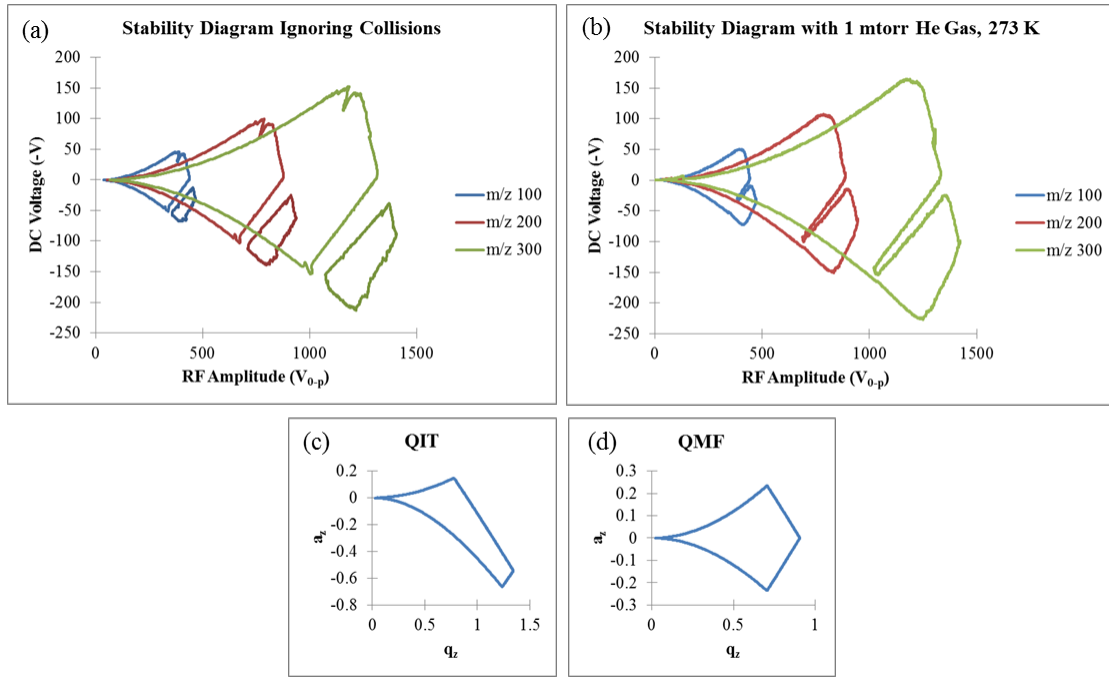 (a) Stability Diagram Ignoring Collisions
200
150
100
50
0
-50
-100
-150
-200
-250
DC Voltage (-V)
0 500 1000 1500
RF Amplitude (V0-p)
m/z 100
m/z 200
m/z 300
(b) Stability Diagram with 1 mtorr He Gas, 273 K
200
150
100
50
0
-50
-100
-150
-200
-250
DC Voltage (-V)
0 500 1000 1500
RF Amplitude (V0-p)
m/z 100
m/z 200
m/z 300
(c) QIT
0.2
0
-0.2
-0.4
-0.6
-0.8
az
0 0.5 1 1.5
qz
(d) QMF
0.3
0.2
0.1
0
-0.1
-0.2
-0.3
az
0 0.5 1
qz